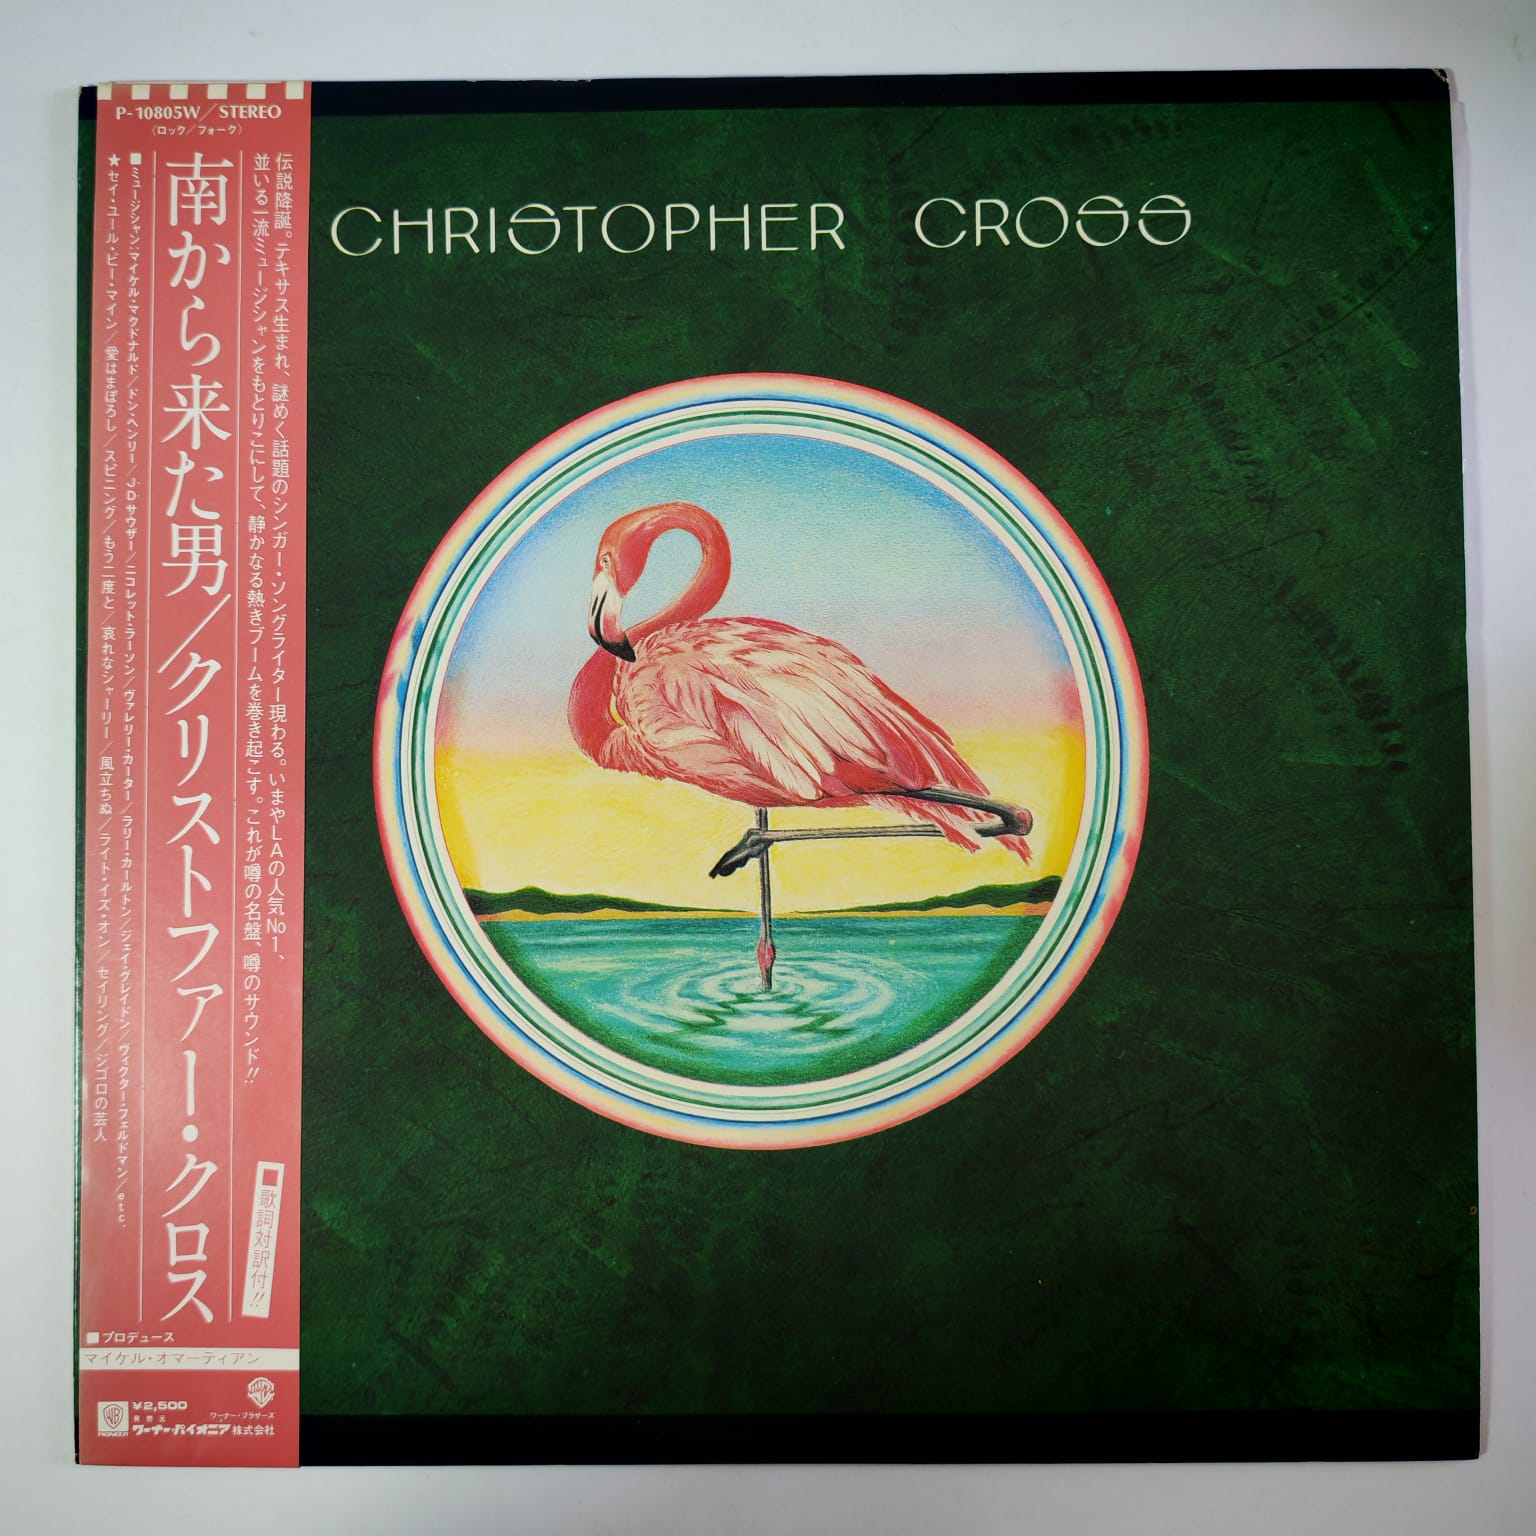 P-10805W／STEREO
〈ロック／フォーク〉
CHRISTOPHER CROSS
伝説降誕。テキサス生まれ、謎めく話題のシンガー・ソングライター現わる。いまやLAの人気No1、
並いる一流ミュージシャンをもとりこにして、静かなる熱きブームを巻き起こす。これが噂の名盤、噂のサウンド!!
南から来た男／クリストファー・クロス
■ミュージシャン：マイケル・マクドナルド／ドン・ヘンリー／JDサウザー／ニコレット・ラーソン／ヴァレリー・カーター／ラリー・カールトン／ジェイ・グレイドン／ヴィクター・フェルドマン／etc.
★セイ・ユール・ビー・マイン／愛はまぼろし／スピニング／もう二度と／哀れなシャーリー／風立ちぬ／ライト・イズ・オン／セイリング／ジゴロの芸人
歌詞対訳付!!
■プロデュース
マイケル・オマーティアン
¥2,500
発売元
ワーナー・ブラザーズ
ワーナー・パイオニア株式会社
WB
PIONEER